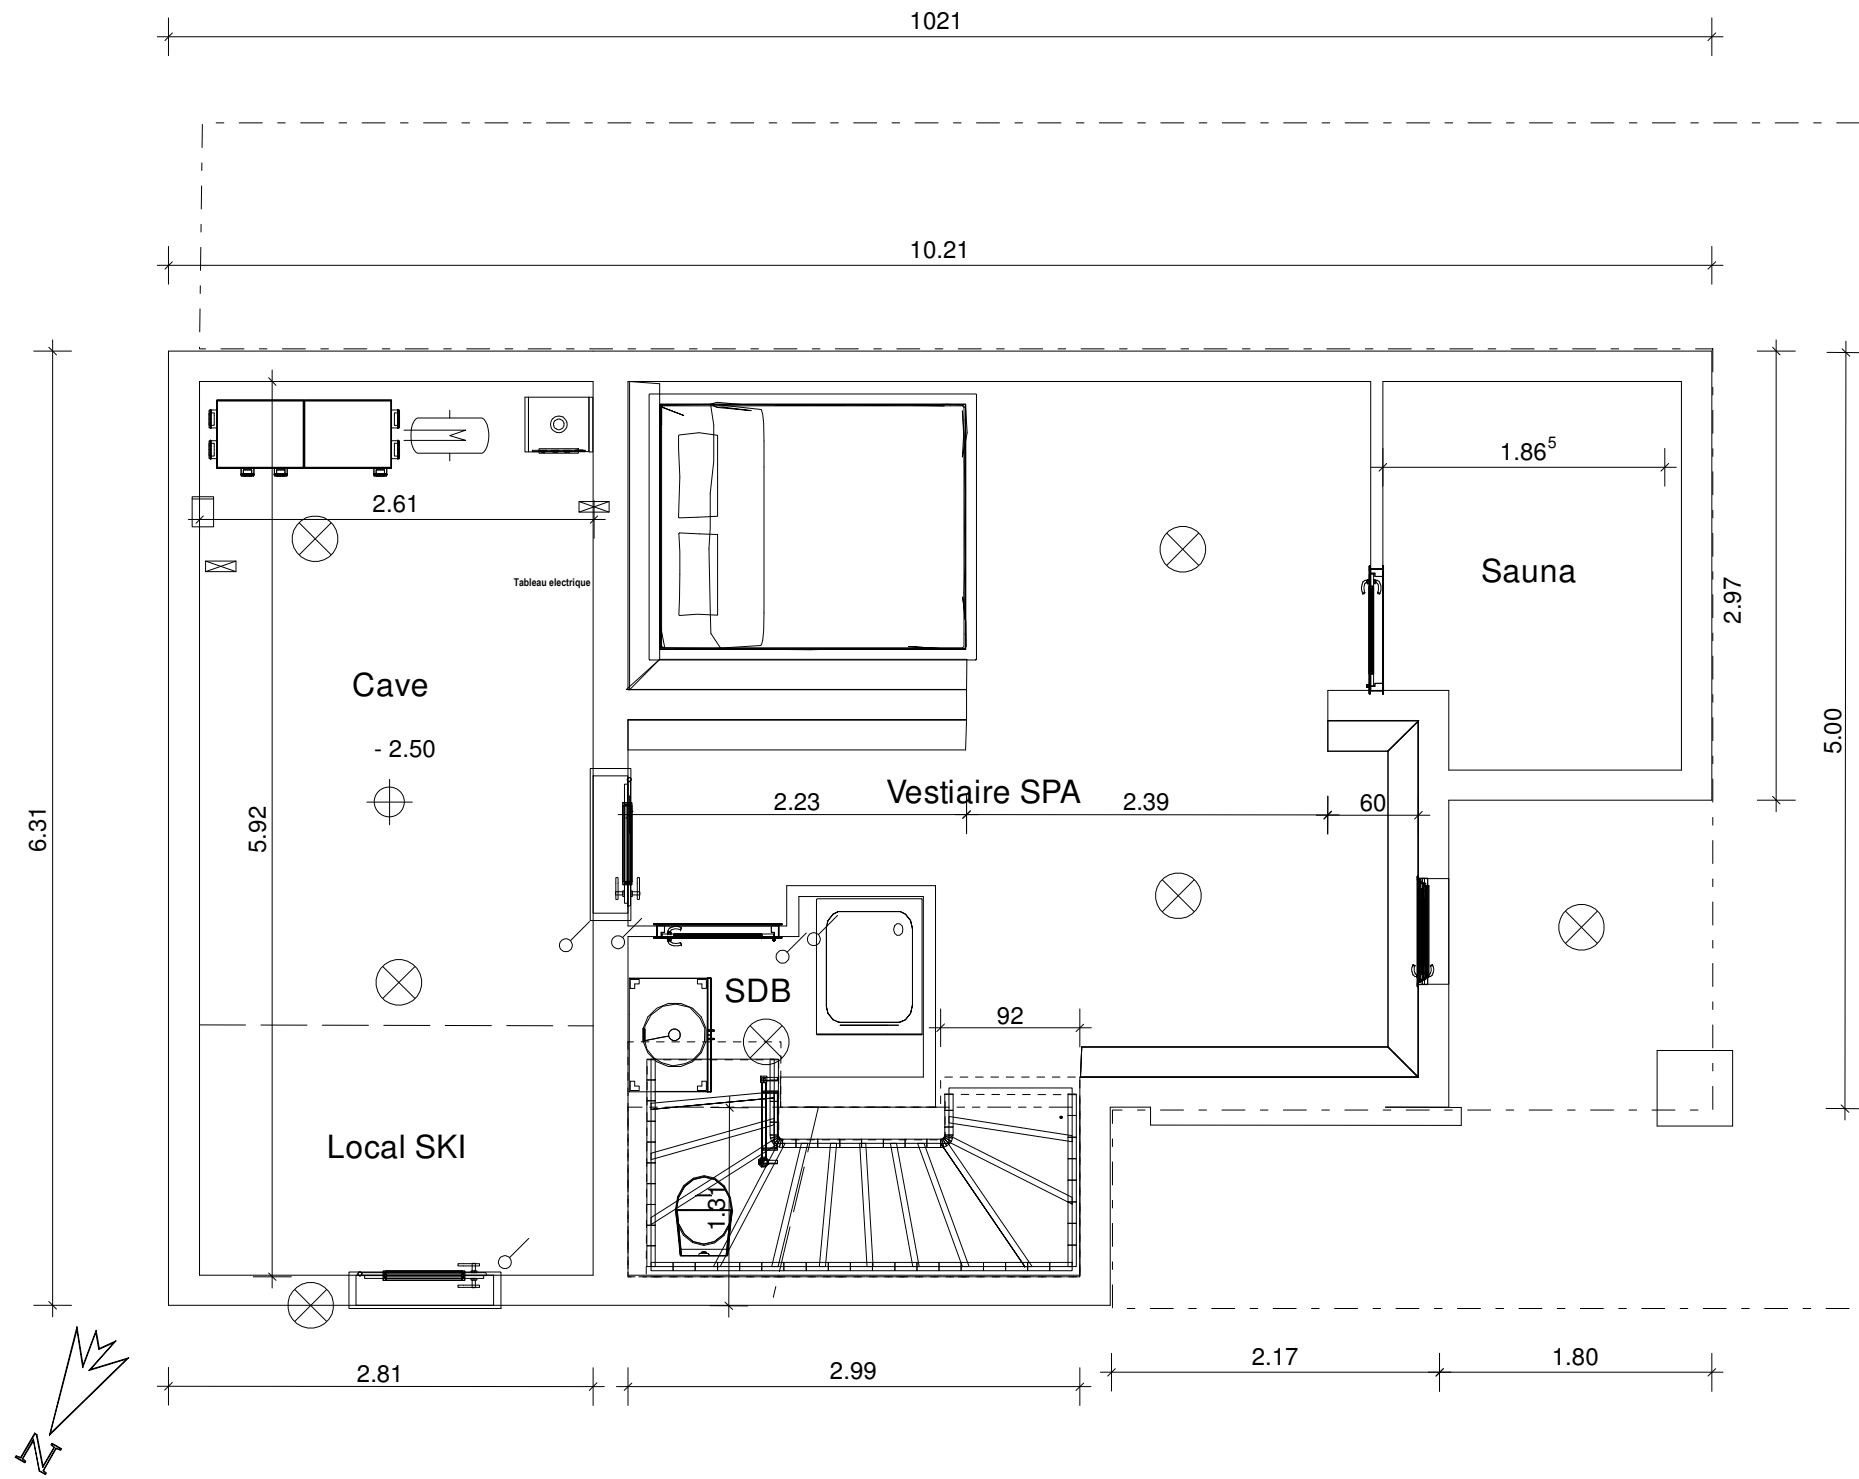 1021
10.21
1.86⁵
2.61
Sauna
Tableau electrique
2.97
Cave
5.00
- 2.50
Vestiaire SPA
2.23
2.39
60
6.31
5.92
SDB
92
Local SKI
1.31
2.17
1.80
2.81
2.99
N